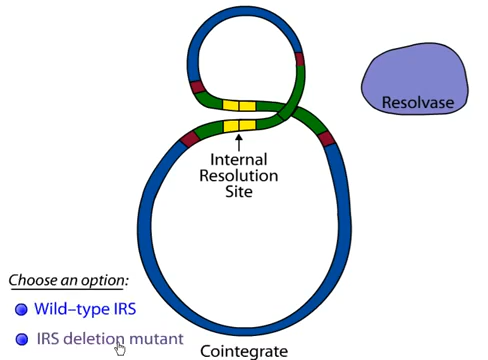 Resolvase
Internal
Resolution
Site
Choose an option:
Wild–type IRS
IRS deletion mutant
Cointegrate